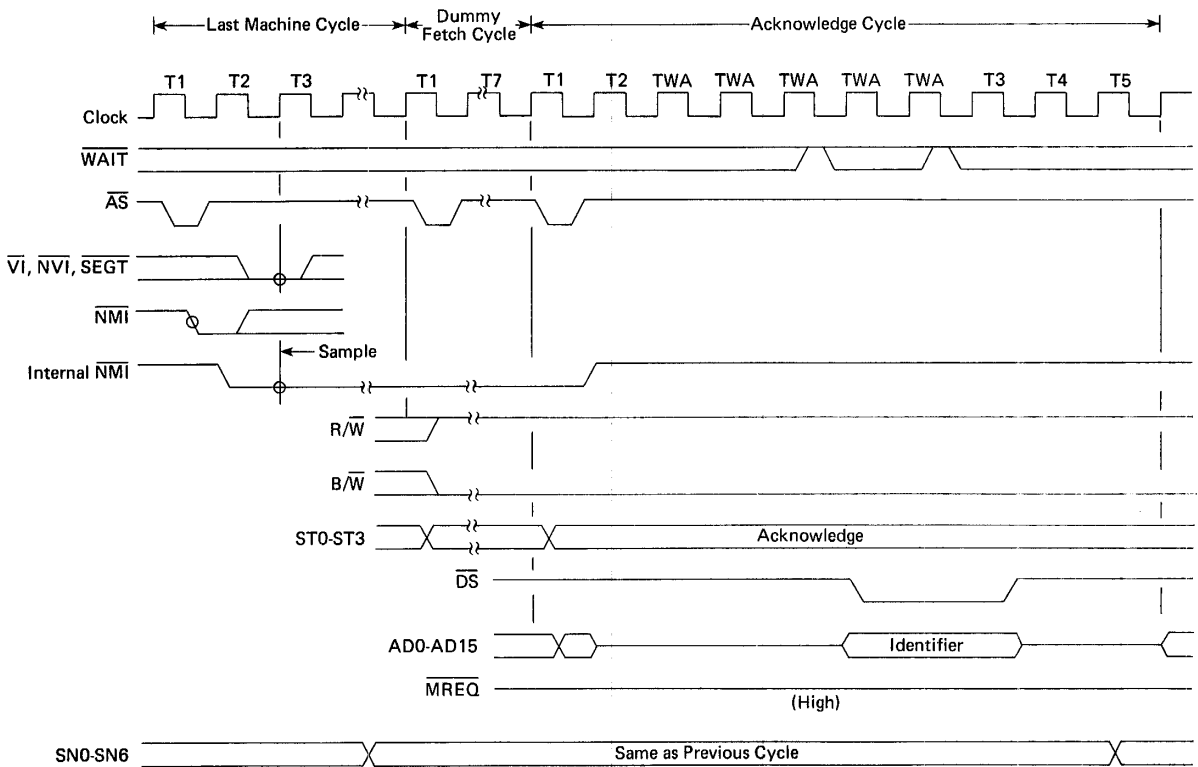 Last Machine Cycle
Dummy
Fetch Cycle
Acknowledge Cycle
T1 T2 T3 T1 T7 T1 T2 TWA TWA TWA TWA TWA T3 T4 T5
Clock
WAIT
AS
VI, NVI, SEGT
NMI
Sample
Internal NMI
R/W
B/W
ST0-ST3
Acknowledge
DS
AD0-AD15
Identifier
MREQ
(High)
SN0-SN6
Same as Previous Cycle